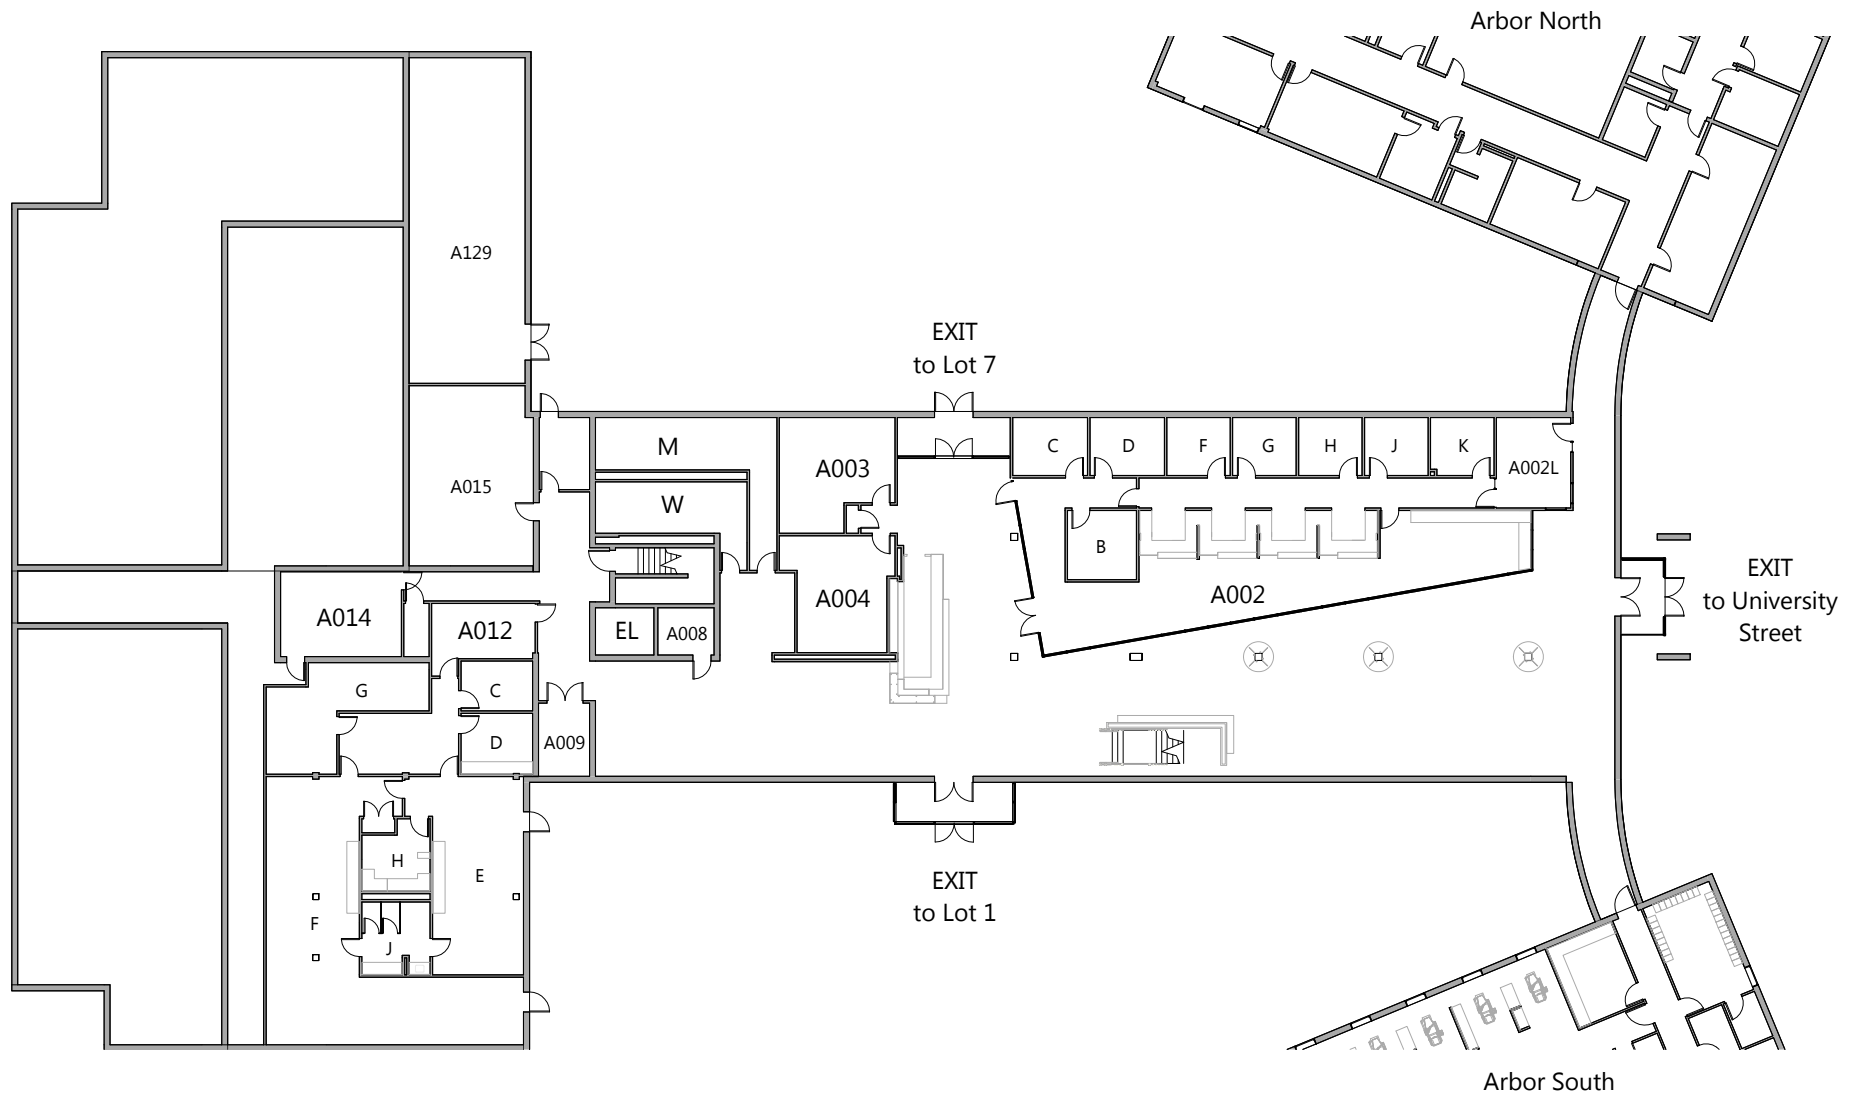 Arbor North
A129
EXIT
to Lot 7
M
A003
C
D
F
G
H
J
K
A002L
A015
W
B
A002
EXIT
to University
Street
A014
A012
EL
A008
A004
G
C
D
A009
H
E
F
J
EXIT
to Lot 1
Arbor South